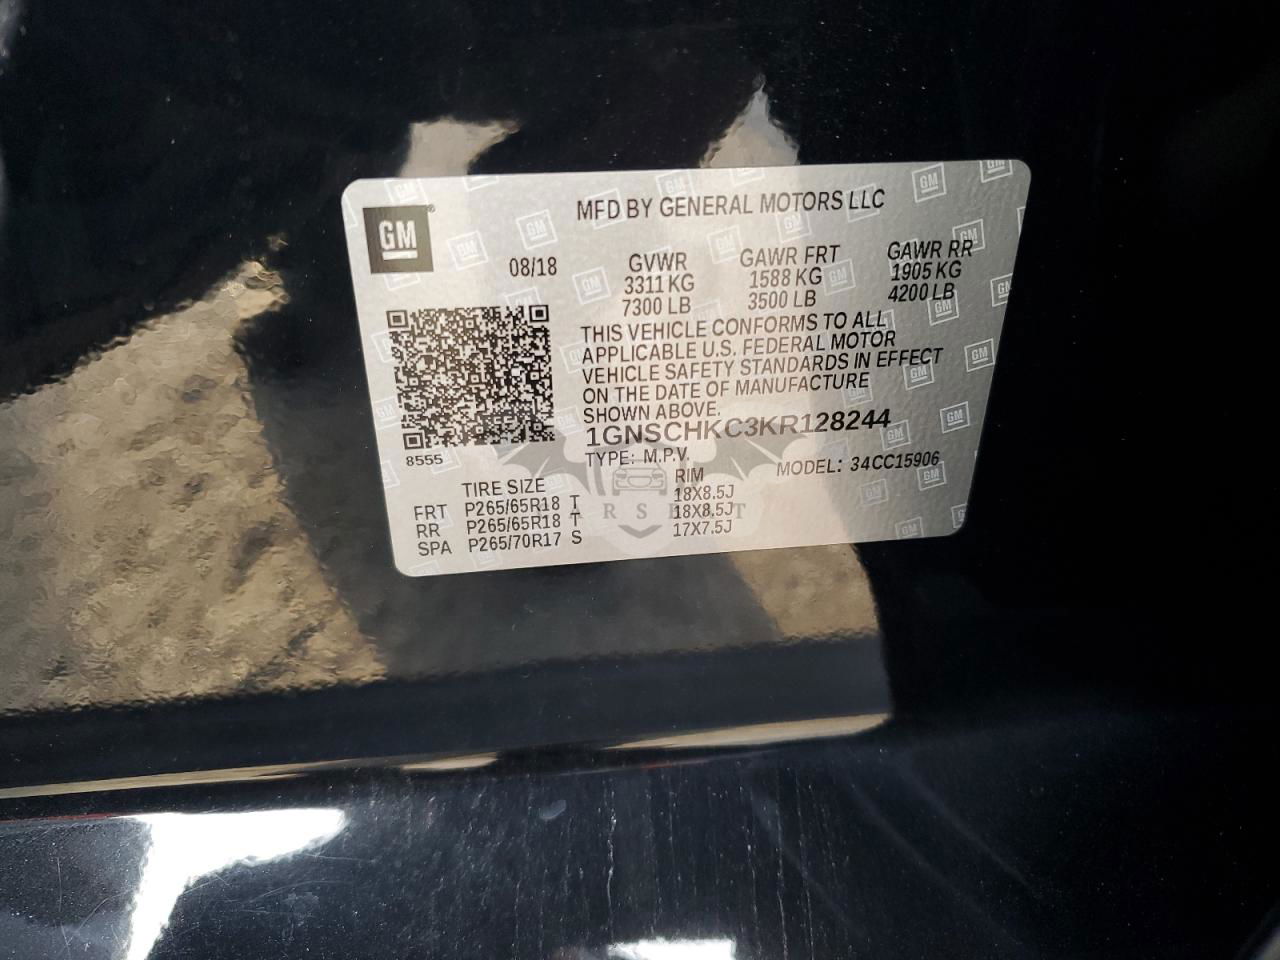 MFD BY GENERAL MOTORS LLC
GM
08/18
GVWR GAWR FRT GAWR RR
3311 KG 1588 KG 1905 KG
7300 LB 3500 LB 4200 LB
THIS VEHICLE CONFORMS TO ALL
APPLICABLE U.S. FEDERAL MOTOR
VEHICLE SAFETY STANDARDS IN EFFECT
ON THE DATE OF MANUFACTURE
SHOWN ABOVE.
1GNSCHKC3KR128244
8555
TYPE: M.P.V. MODEL: 34CC15906
TIRE SIZE RIM
FRT P265/65R18 T 18X8.5J
RR P265/65R18 T 18X8.5J
SPA P265/70R17 S 17X7.5J